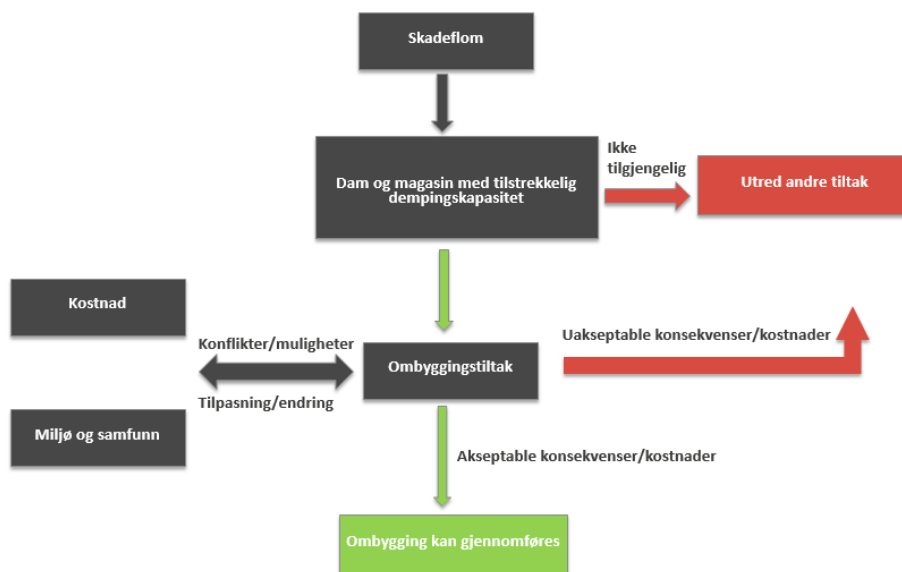 Skadeflom
Ikke
tilgjengelig
Dam og magasin med tilstrekkelig
dempingskapasitet
Utred andre tiltak
Kostnad
Konflikter/muligheter
Uakseptable konsekvenser/kostnader
Ombyggingstiltak
Tilpasning/endring
Miljø og samfunn
Akseptable konsekvenser/kostnader
Ombygging kan gjennomføres